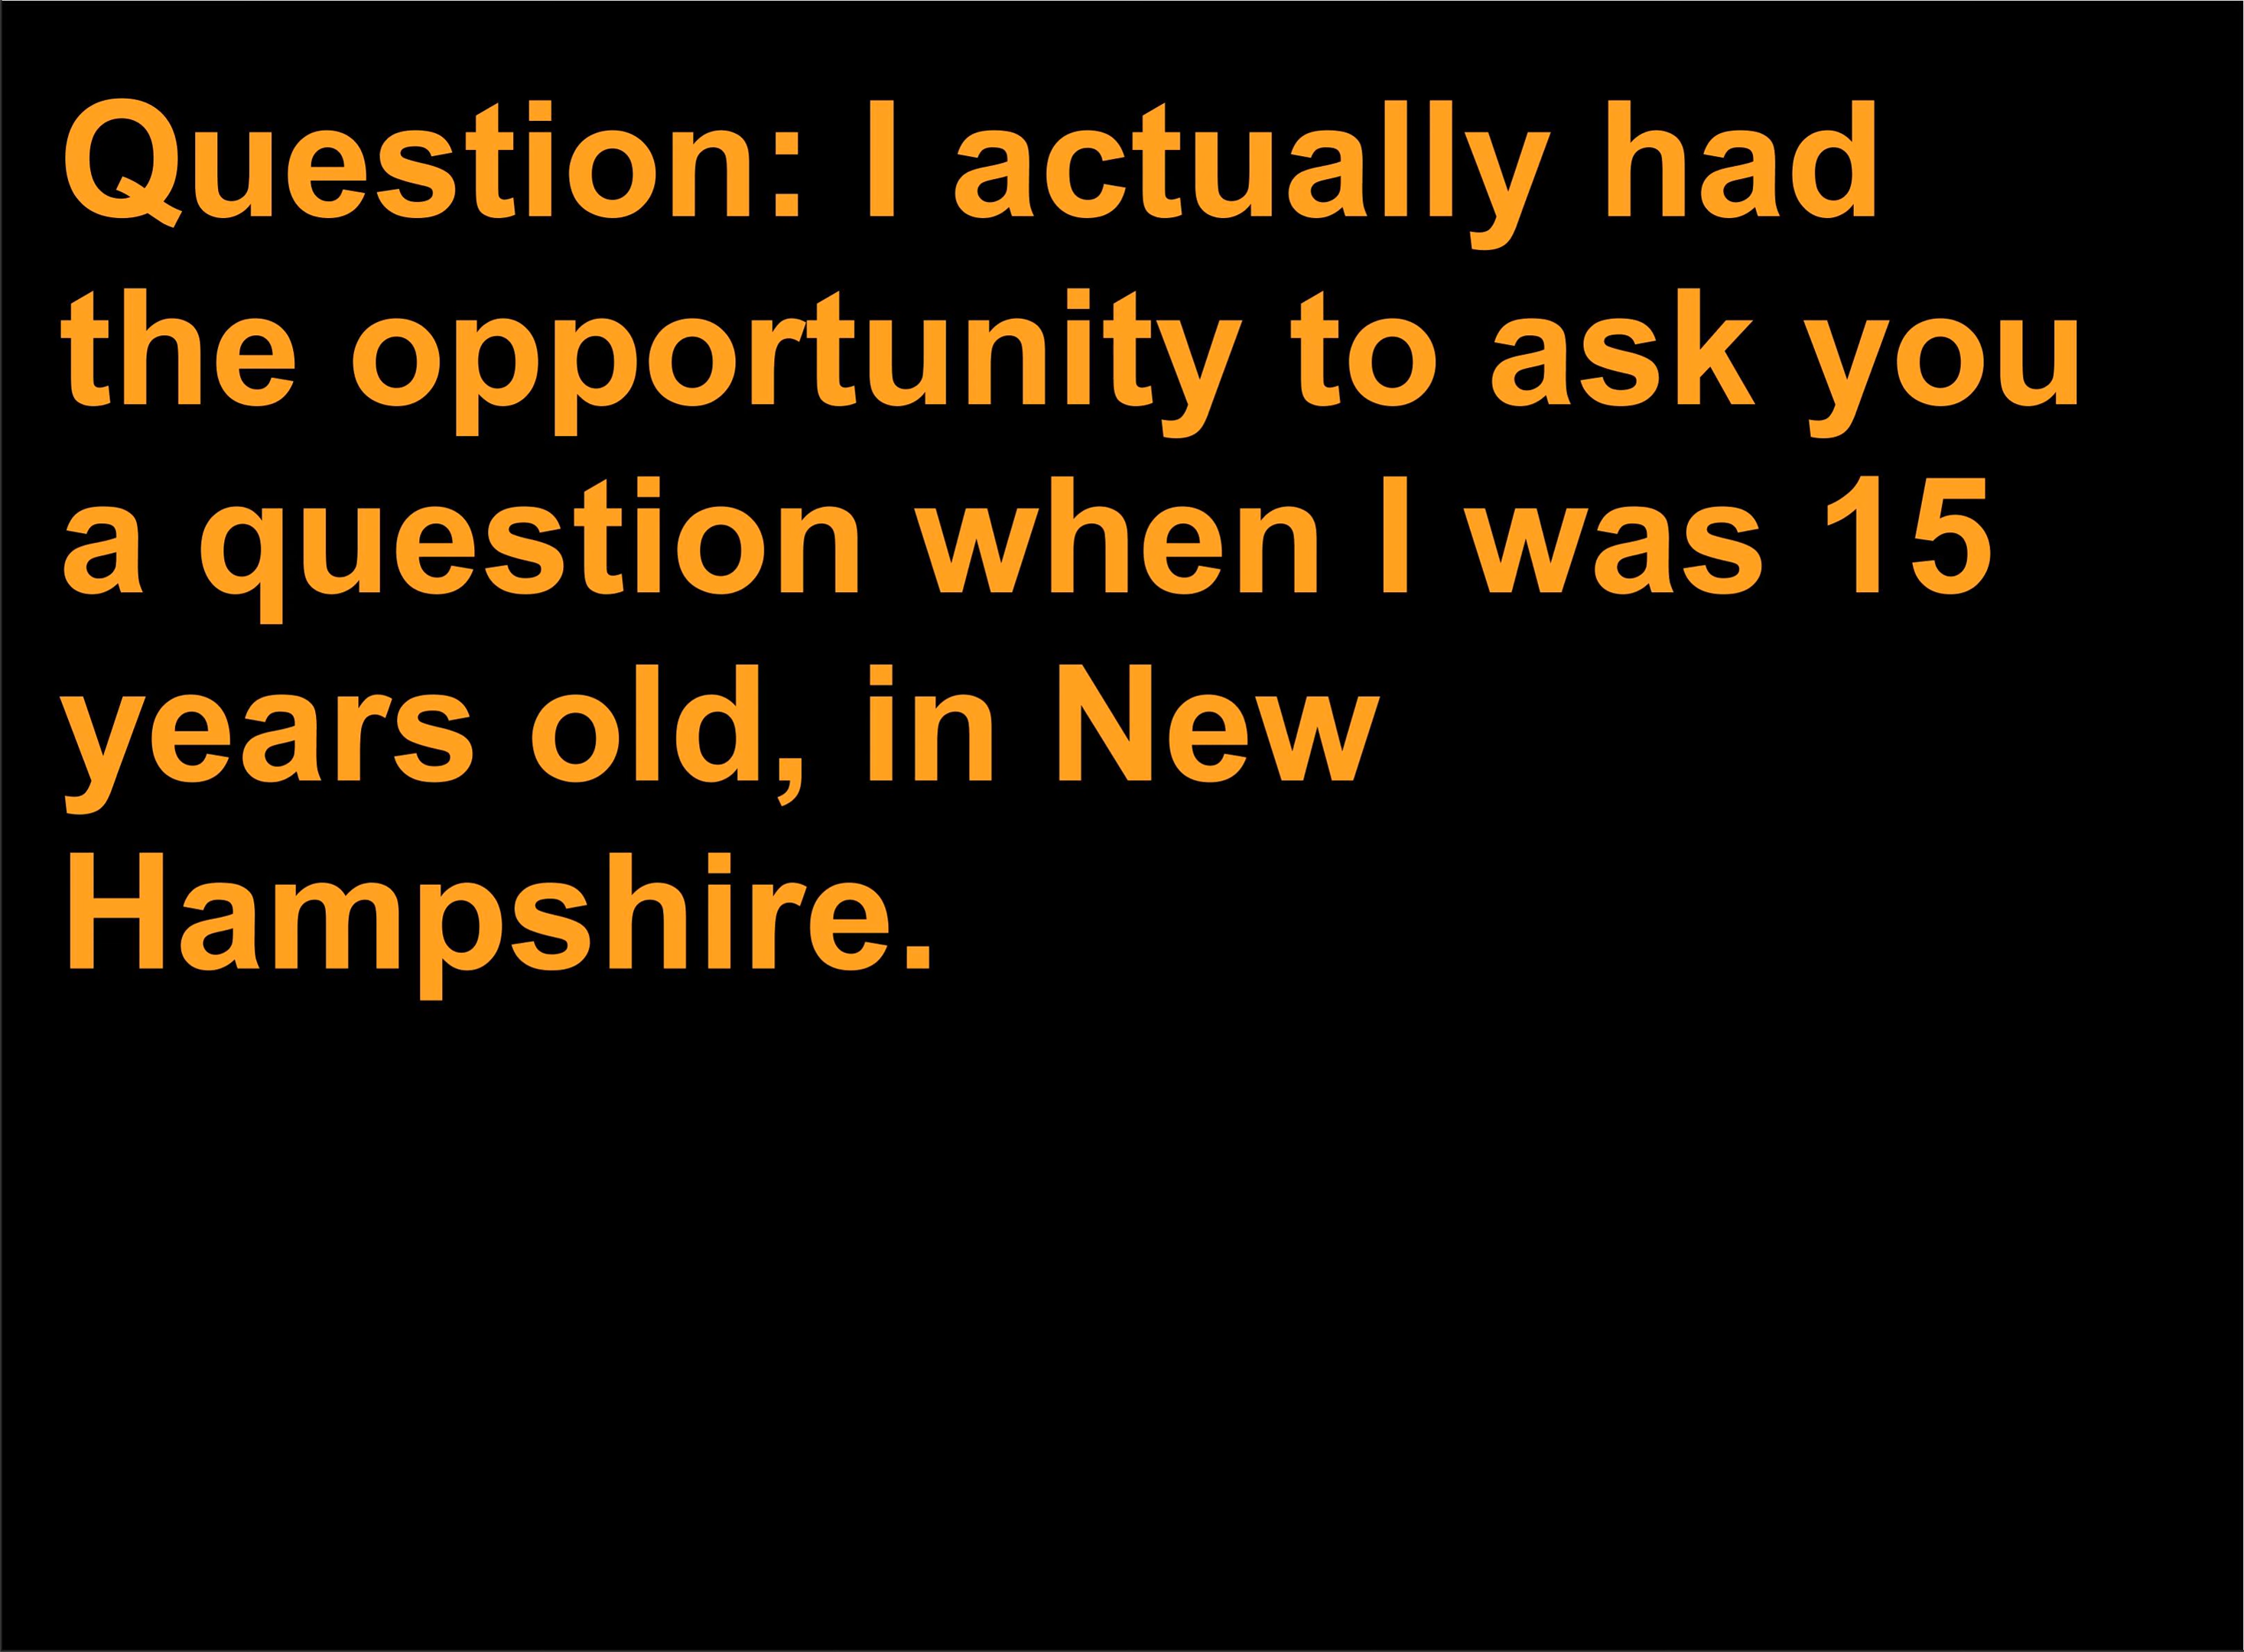 Question: I actually had
the opportunity to ask you
a question when I was 15
years old, in New
Hampshire.